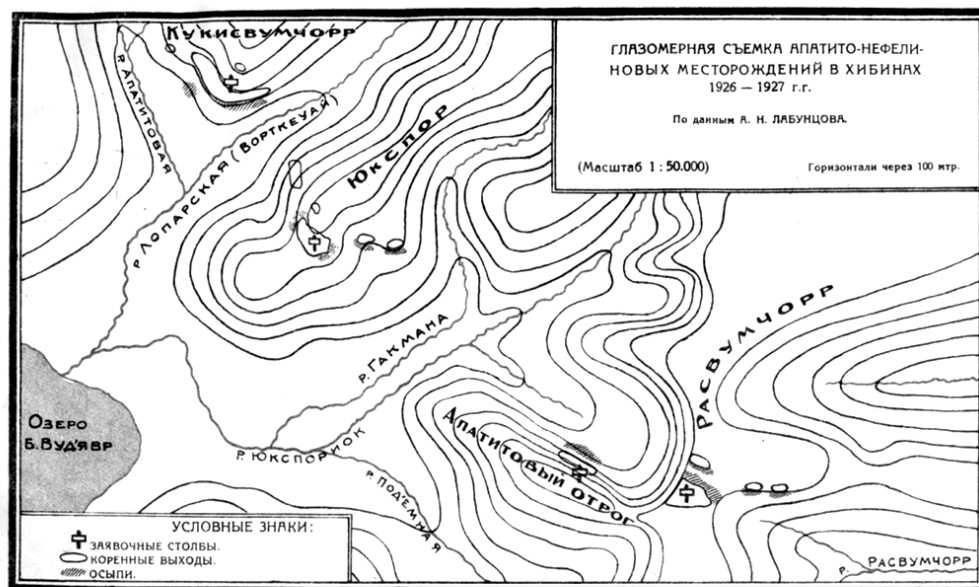 ГЛАЗОМЕРНАЯ СЪЕМКА АПАТИТО-НЕФЕЛИ-
НОВЫХ МЕСТОРОЖДЕНИЙ В ХИБИНАХ
1926 — 1927 г.г.
По данным А. Н. ЛАБУНЦОВА.
(Масштаб 1 : 50.000)
Горизонтали через 100 мтр.
КУКИСВУМЧОРР
Р. АПАТИТОВАЯ
Р. ЛОПАРСКАЯ (ВОРТКЕУАЯ)
ЮКСПОР
РАСВУМЧОРР
Р. ГАКМАНА
АПАТИТОВЫЙ ОТРОГ
ОЗЕРО
Б. ВУДЪЯВР
Р. ЮКСПОРИОК
Р. ПОДЪЕМНАЯ
Р. РАСВУМЧОРР
УСЛОВНЫЕ ЗНАКИ:
ЗАЯВОЧНЫЕ СТОЛБЫ.
КОРЕННЫЕ ВЫХОДЫ.
ОСЫПИ.